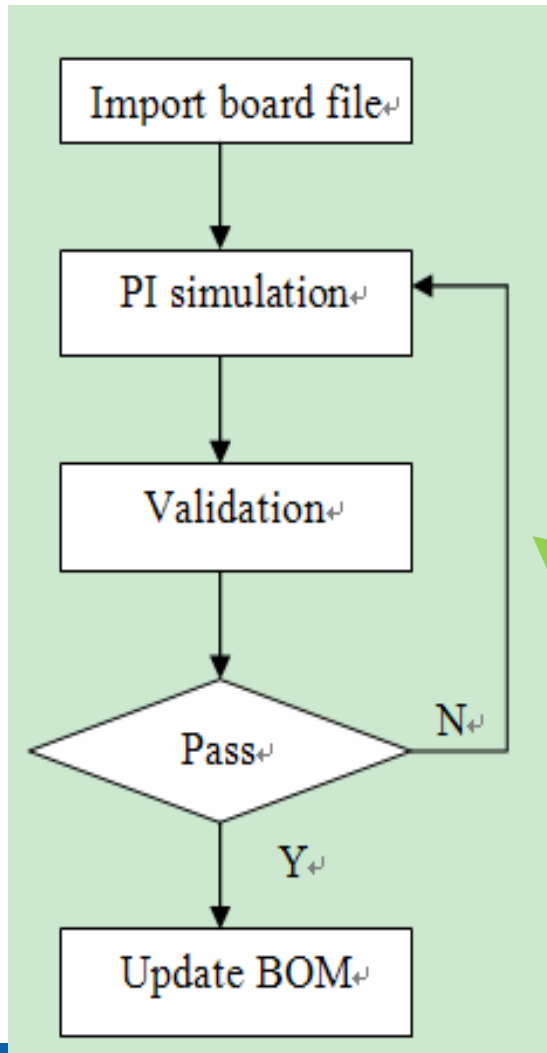 Import board file
PI simulation
Validation
Pass
N
Y
Update BOM